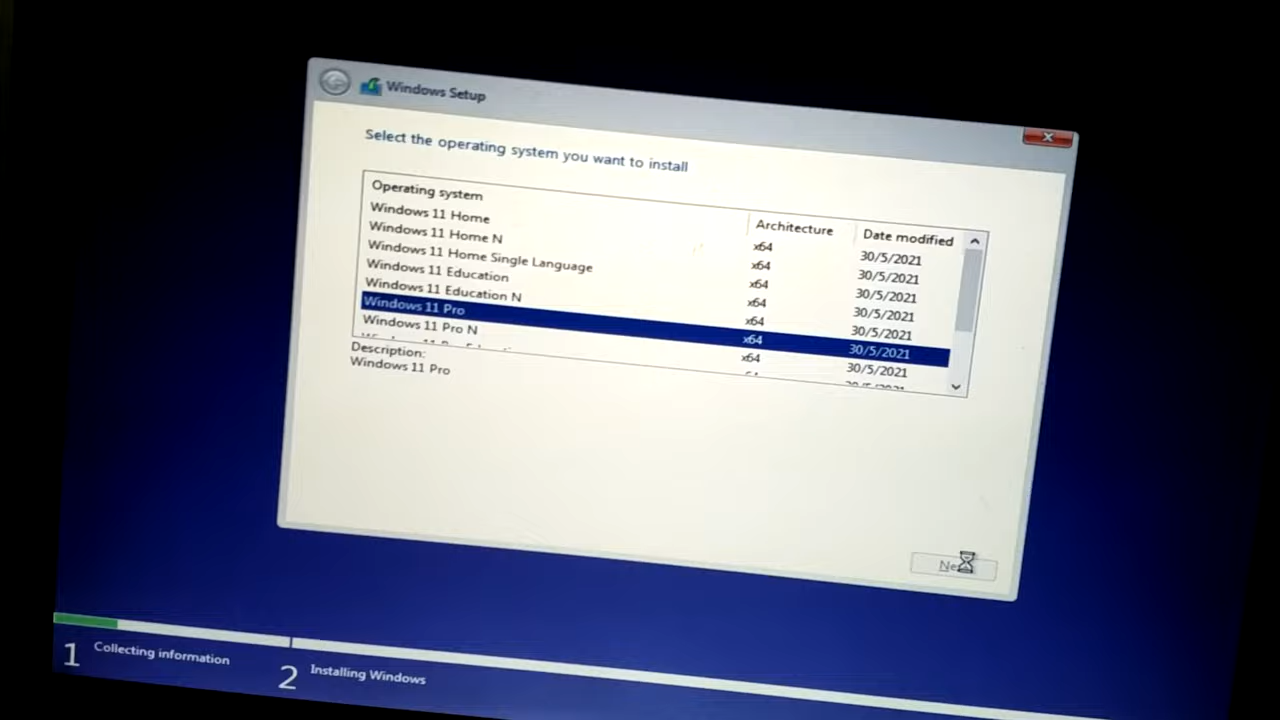 Windows Setup
Select the operating system you want to install
Operating system Architecture Date modified
Windows 11 Home x64 30/5/2021
Windows 11 Home N x64 30/5/2021
Windows 11 Home Single Language x64 30/5/2021
Windows 11 Education x64 30/5/2021
Windows 11 Education N x64 30/5/2021
Windows 11 Pro x64 30/5/2021
Windows 11 Pro N x64 30/5/2021
Description:
Windows 11 Pro
1 Collecting information
2 Installing Windows